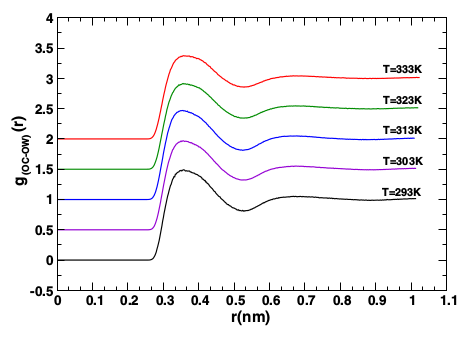 4
3.5
3
2.5
2
1.5
1
0.5
0
-0.5
g(OC-OW) (r)
T=333K
T=323K
T=313K
T=303K
T=293K
0 0.1 0.2 0.3 0.4 0.5 0.6 0.7 0.8 0.9 1 1.1
r(nm)